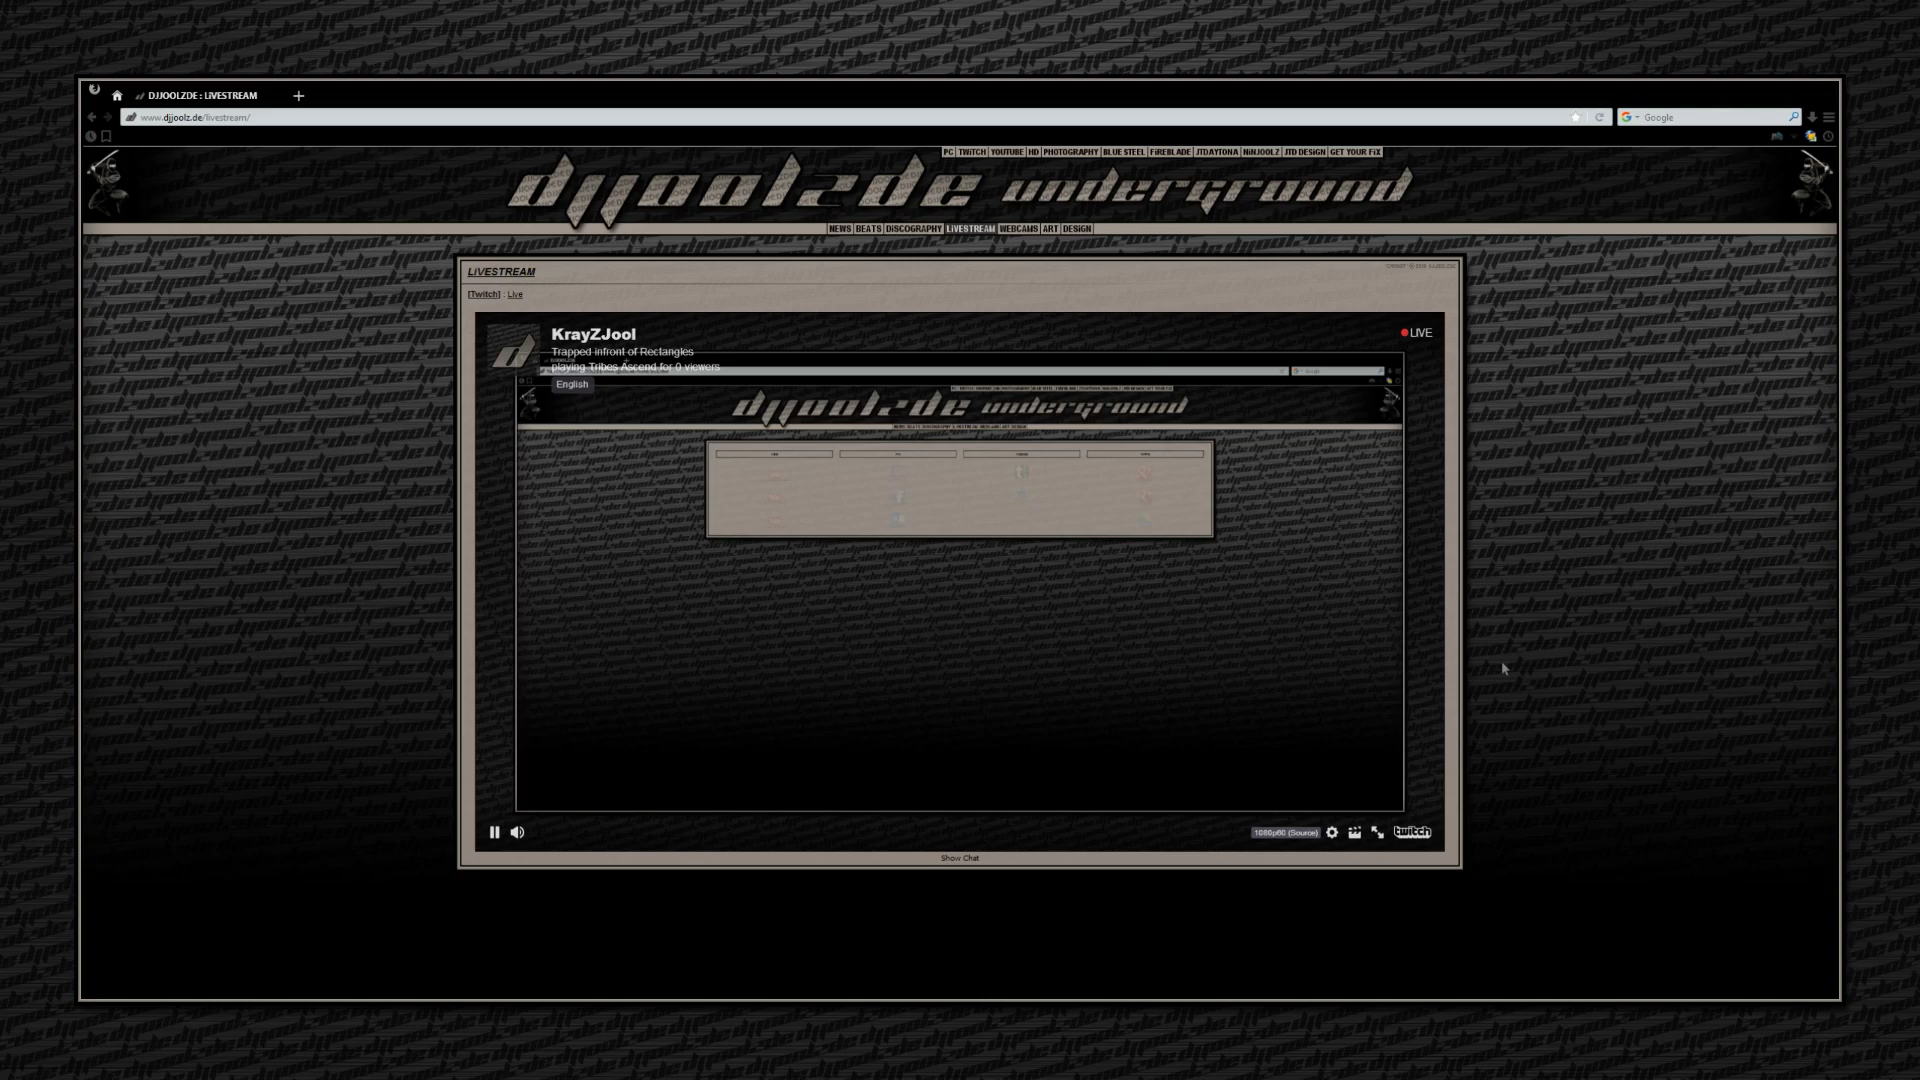 DJJOOLZDE : LiVESTREAM
www.djjoolz.de/livestream/
Google
PC TWiTCH YOUTUBE HD PHOTOGRAPHY BLUE STEEL FiREBLADE JTDAYTONA NiNJOOLZ JTD DESiGN GET YOUR FiX
djjoolzde underground
NEWS BEATS DiSCOGRAPHY LiVESTREAM WEBCAMS ART DESiGN
LiVESTREAM
[Twitch] : Live
KrayZJool
LIVE
Trapped infront of Rectangles
playing Tribes Ascend for 0 viewers
English
djjoolzde underground
1080p60 (Source)
twitch
Show Chat